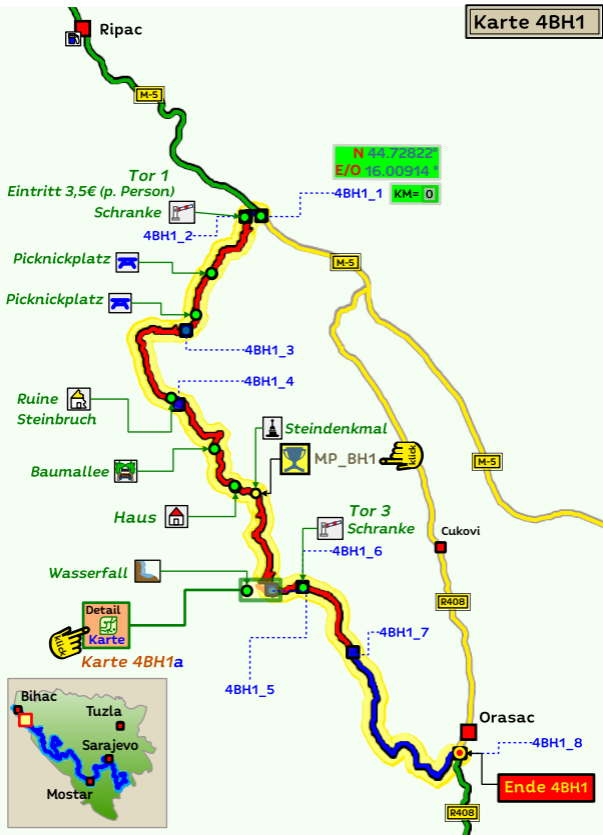 Karte 4BH1
Ripac
M-5
N 44.72822°
E/O 16.00914 °
Tor 1
Eintritt 3,5€ (p. Person)
4BH1_1
KM= 0
Schranke
4BH1_2
Picknickplatz
M-5
Picknickplatz
4BH1_3
4BH1_4
Ruine
Steinbruch
Steindenkmal
MP_BH1
klick
M-5
Baumallee
Haus
Tor 3
Schranke
Cukovi
4BH1_6
Wasserfall
R408
Detail
Karte
klick
4BH1_7
Karte 4BH1a
4BH1_5
Bihac
Tuzla
Orasac
Sarajevo
4BH1_8
Mostar
Ende 4BH1
R408